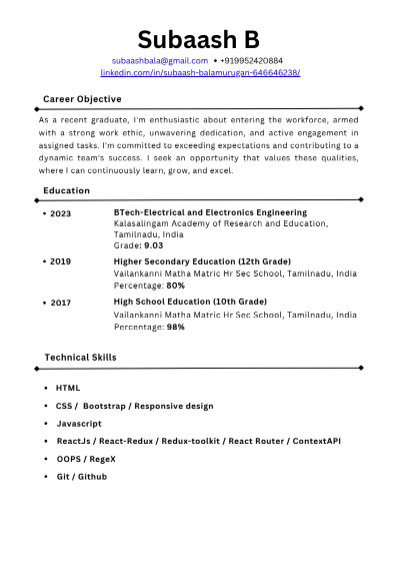 Subaash B
subaashbala@gmail.com • +919952420884
linkedin.com/in/subaash-balamurugan-646646238/
Career Objective
As a recent graduate, I'm enthusiastic about entering the workforce, armed
with a strong work ethic, unwavering dedication, and active engagement in
assigned tasks. I'm committed to exceeding expectations and contributing to a
dynamic team's success. I seek an opportunity that values these qualities,
where I can continuously learn, grow, and excel.
Education
• 2023 BTech-Electrical and Electronics Engineering
Kalasalingam Academy of Research and Education,
Tamilnadu, India
Grade: 9.03
• 2019 Higher Secondary Education (12th Grade)
Vailankanni Matha Matric Hr Sec School, Tamilnadu, India
Percentage: 80%
• 2017 High School Education (10th Grade)
Vailankanni Matha Matric Hr Sec School, Tamilnadu, India
Percentage: 98%
Technical Skills
• HTML
• CSS / Bootstrap / Responsive design
• Javascript
• ReactJs / React-Redux / Redux-toolkit / React Router / ContextAPI
• OOPS / RegeX
• Git / Github